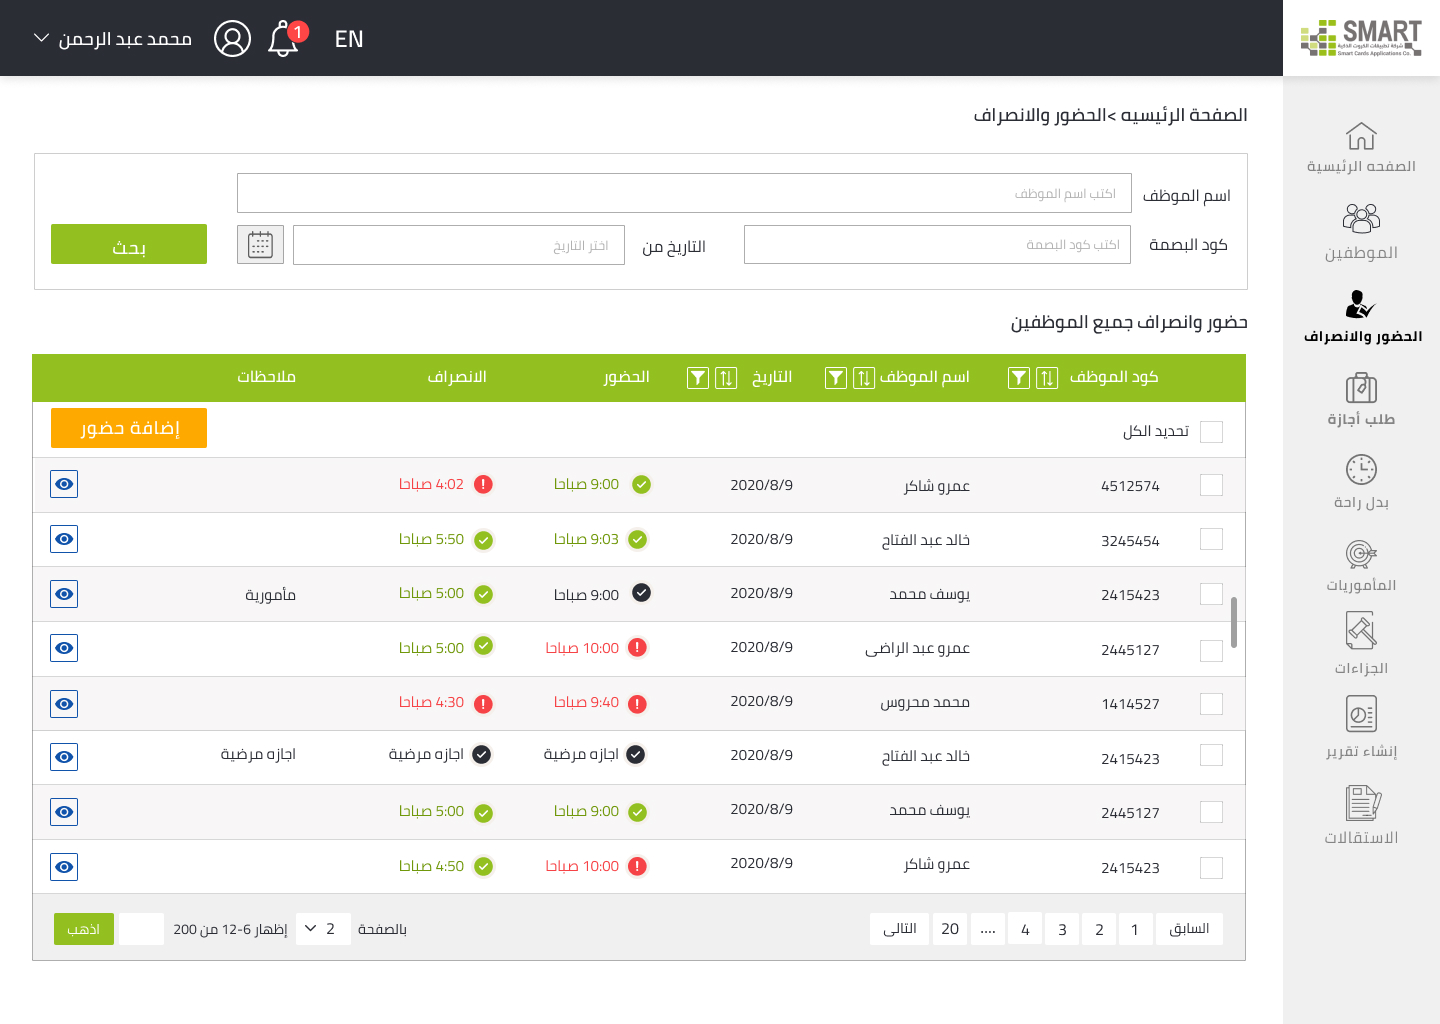 SMART
شركة تطبيقات الكروت الذكية
Smart Cards Applications Co.
EN
1
محمد عبد الرحمن
الصفحه الرئيسية
الموظفين
الحضور والانصراف
طلب أجازة
بدل راحة
المأموريات
الجزاءات
إنشاء تقرير
الاستقالات
الصفحة الرئيسيه >الحضور والانصراف
اسم الموظف اكتب اسم الموظف
كود البصمة اكتب كود البصمة التاريخ من اختر التاريخ بحث
حضور وانصراف جميع الموظفين
كود الموظف اسم الموظف التاريخ الحضور الانصراف ملاحظات
تحديد الكل إضافة حضور
4512574 عمرو شاكر 2020/8/9 9:00 صباحا 4:02 صباحا
3245454 خالد عبد الفتاح 2020/8/9 9:03 صباحا 5:50 صباحا
2415423 يوسف محمد 2020/8/9 9:00 صباحا 5:00 صباحا مأمورية
2445127 عمرو عبد الراضى 2020/8/9 10:00 صباحا 5:00 صباحا
1414527 محمد محروس 2020/8/9 9:40 صباحا 4:30 صباحا
2415423 خالد عبد الفتاح 2020/8/9 اجازه مرضية اجازه مرضية اجازه مرضية
2445127 يوسف محمد 2020/8/9 9:00 صباحا 5:00 صباحا
2415423 عمرو شاكر 2020/8/9 10:00 صباحا 4:50 صباحا
السابق 1 2 3 4 .... 20 التالى بالصفحة 2 إظهار 6-12 من 200 اذهب